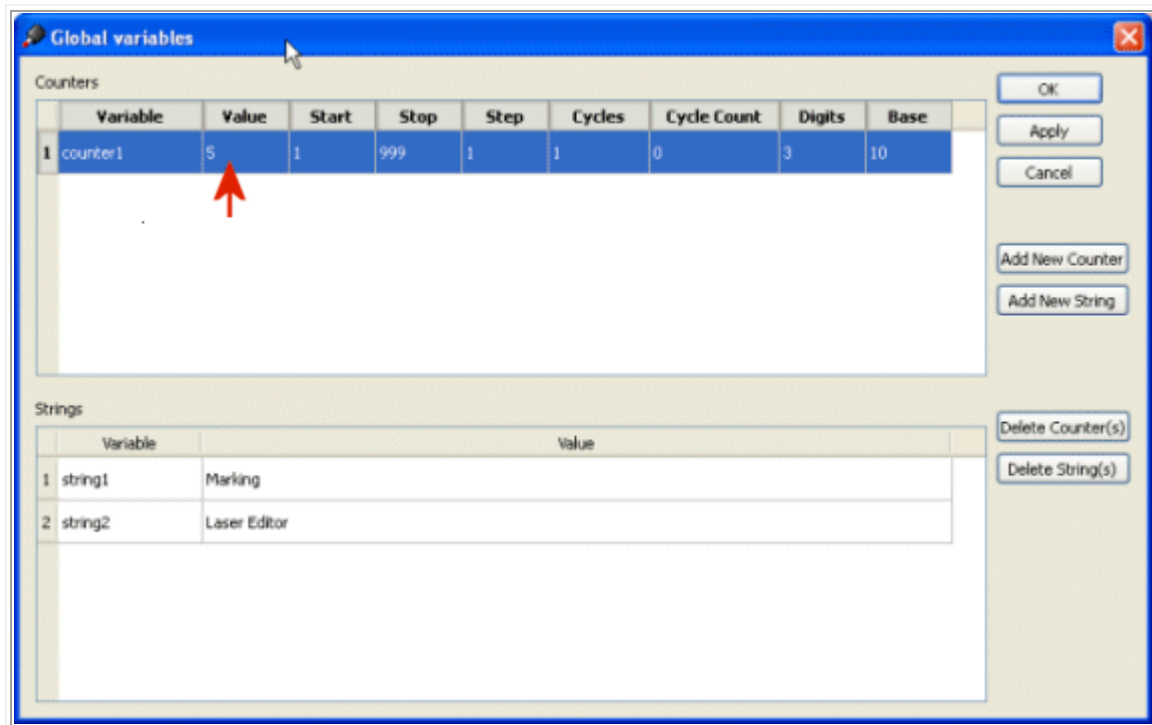 Global variables
Counters
OK
Variable Value Start Stop Step Cycles Cycle Count Digits Base
Apply
1 counter1 5 1 999 1 1 0 3 10
Cancel
Add New Counter
Add New String
Strings
Delete Counter(s)
Variable Value
Delete String(s)
1 string1 Marking
2 string2 Laser Editor